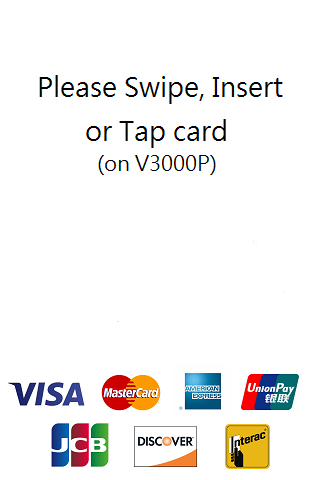 Please Swipe, Insert
or Tap card
(on V3000P)
VISA
MasterCard
AMERICAN
EXPRESS
UnionPay
银联
JCB
DISCOVER
Interac